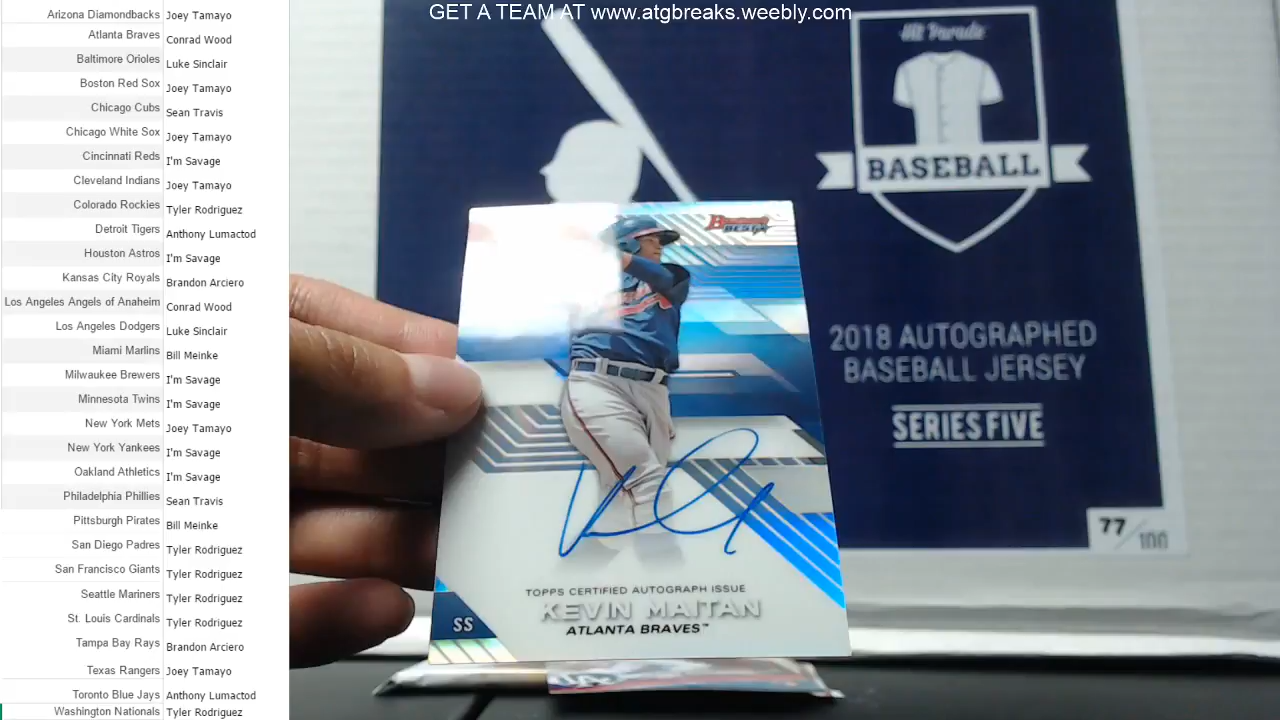 GET A TEAM AT www.atgbreaks.weebly.com
Arizona Diamondbacks Joey Tamayo
Atlanta Braves Conrad Wood
Baltimore Orioles Luke Sinclair
Boston Red Sox Joey Tamayo
Chicago Cubs Sean Travis
Chicago White Sox Joey Tamayo
Cincinnati Reds I'm Savage
Cleveland Indians Joey Tamayo
Colorado Rockies Tyler Rodriguez
Detroit Tigers Anthony Lumactod
Houston Astros I'm Savage
Kansas City Royals Brandon Arciero
Los Angeles Angels of Anaheim Conrad Wood
Los Angeles Dodgers Luke Sinclair
Miami Marlins Bill Meinke
Milwaukee Brewers I'm Savage
Minnesota Twins I'm Savage
New York Mets Joey Tamayo
New York Yankees I'm Savage
Oakland Athletics I'm Savage
Philadelphia Phillies Sean Travis
Pittsburgh Pirates Bill Meinke
San Diego Padres Tyler Rodriguez
San Francisco Giants Tyler Rodriguez
Seattle Mariners Tyler Rodriguez
St. Louis Cardinals Tyler Rodriguez
Tampa Bay Rays Brandon Arciero
Texas Rangers Joey Tamayo
Toronto Blue Jays Anthony Lumactod
Washington Nationals Tyler Rodriguez
Hit Parade
BASEBALL
2018 AUTOGRAPHED
BASEBALL JERSEY
SERIES FIVE
77/100
BOWMAN'S
BEST
TOPPS CERTIFIED AUTOGRAPH ISSUE
KEVIN MAITAN
SS
ATLANTA BRAVES™